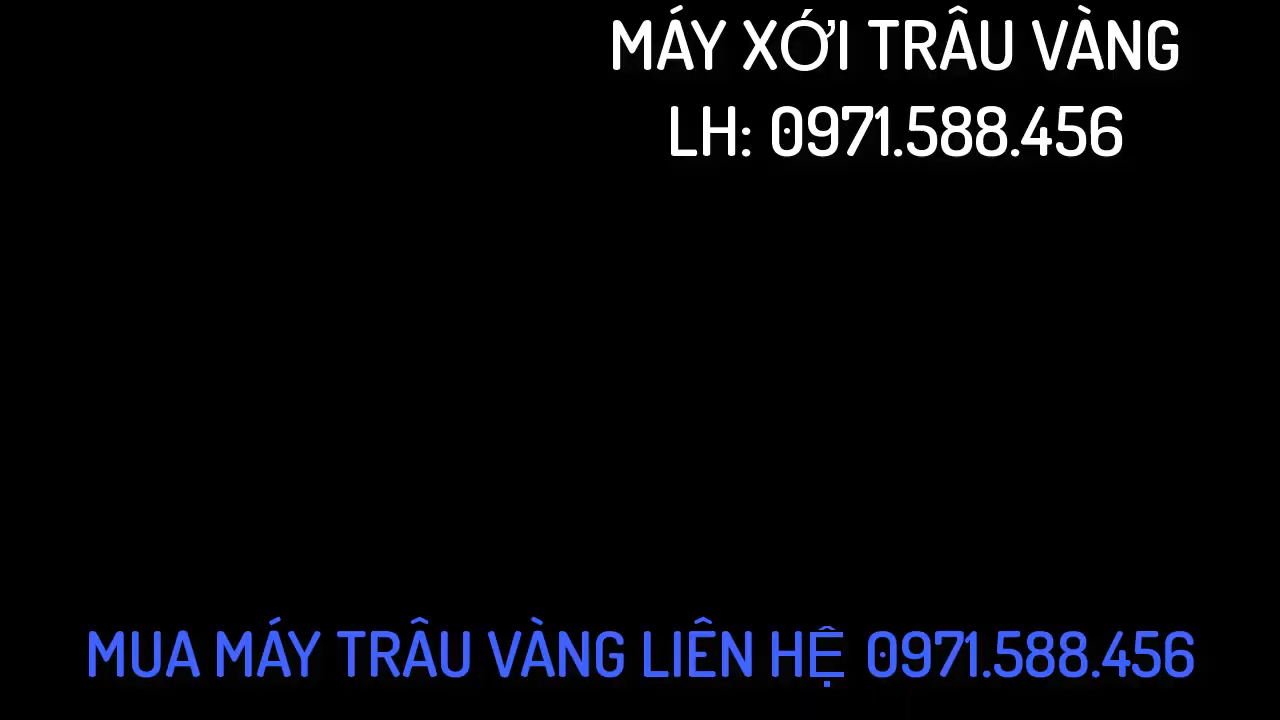 MÁY XỚI TRÂU VÀNG
LH: 0971.588.456
MUA MÁY TRÂU VÀNG LIÊN HỆ 0971.588.456